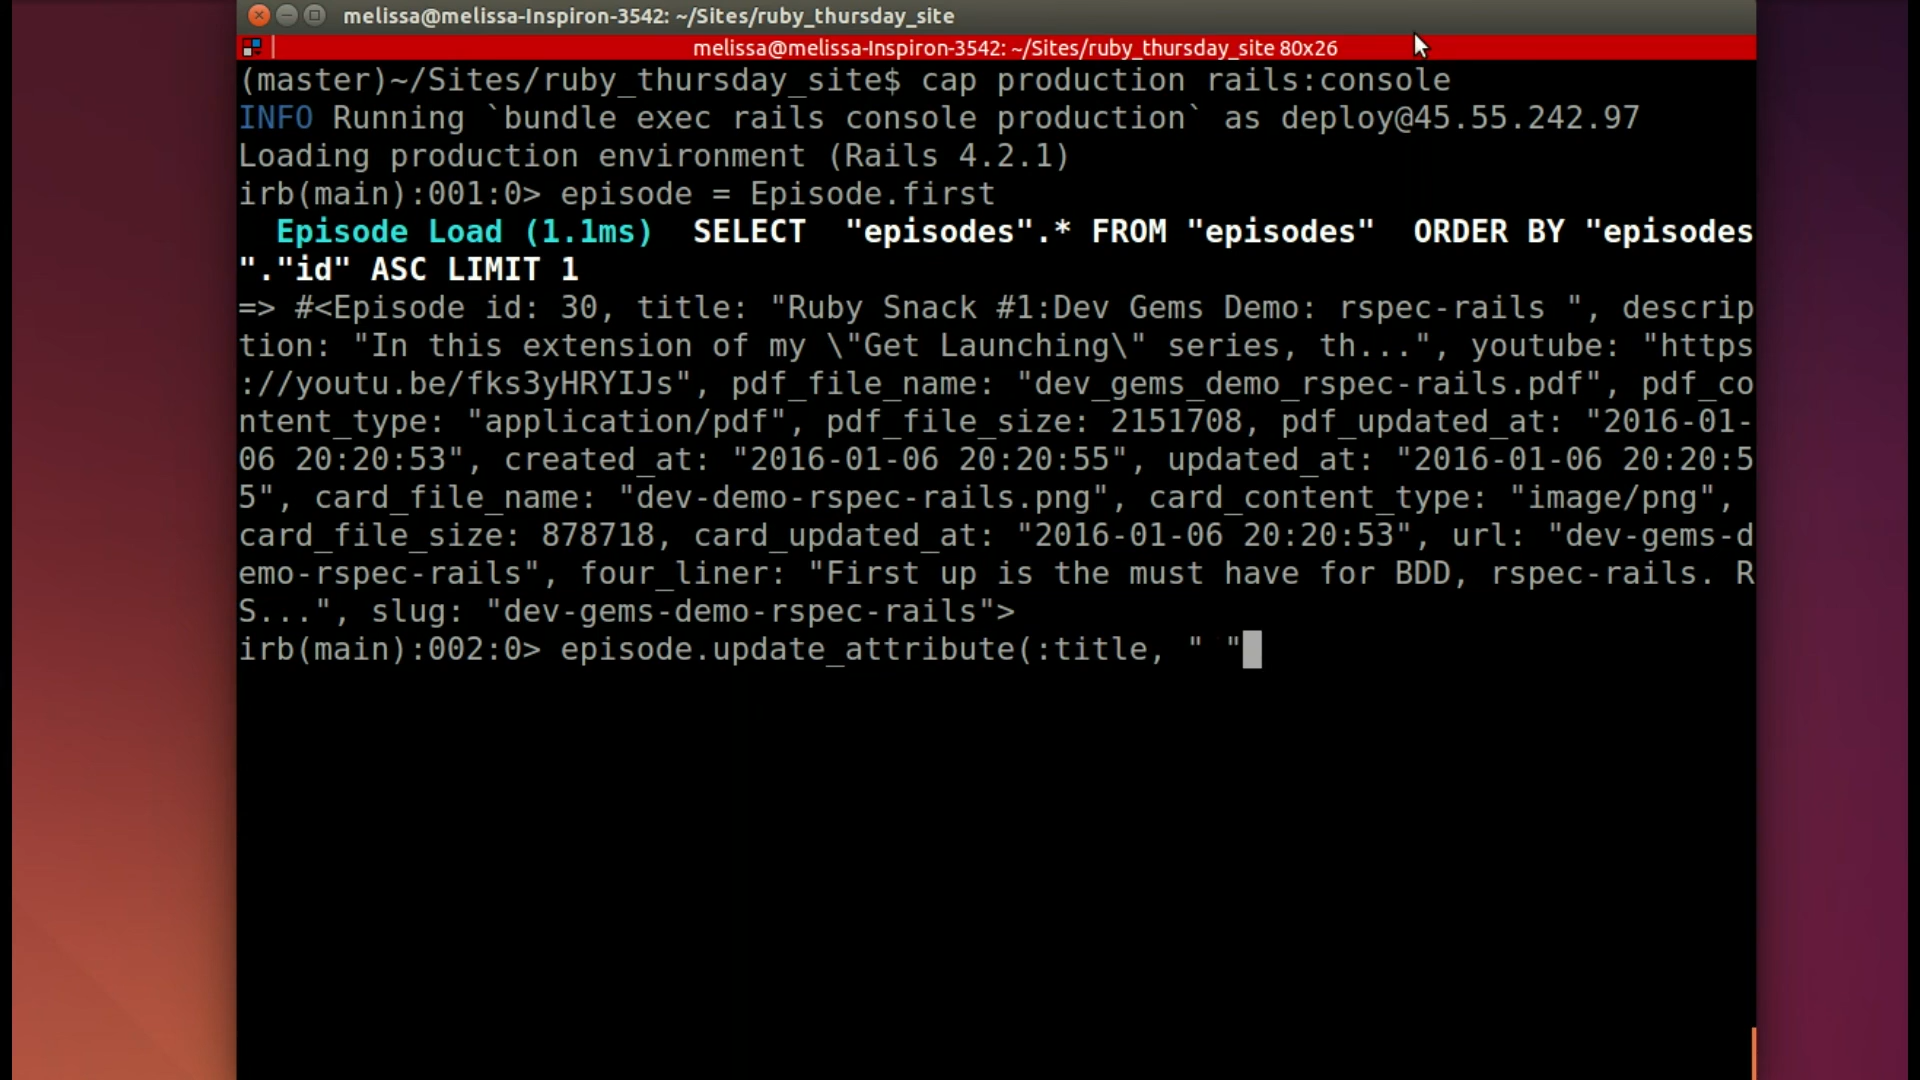 melissa@melissa-Inspiron-3542: ~/Sites/ruby_thursday_site
melissa@melissa-Inspiron-3542: ~/Sites/ruby_thursday_site 80x26
(master)~/Sites/ruby_thursday_site$ cap production rails:console
INFO Running `bundle exec rails console production` as deploy@45.55.242.97
Loading production environment (Rails 4.2.1)
irb(main):001:0> episode = Episode.first
  Episode Load (1.1ms)  SELECT  "episodes".* FROM "episodes"  ORDER BY "episodes
"."id" ASC LIMIT 1
=> #<Episode id: 30, title: "Ruby Snack #1:Dev Gems Demo: rspec-rails ", descrip
tion: "In this extension of my \"Get Launching\" series, th...", youtube: "https
://youtu.be/fks3yHRYIJs", pdf_file_name: "dev_gems_demo_rspec-rails.pdf", pdf_co
ntent_type: "application/pdf", pdf_file_size: 2151708, pdf_updated_at: "2016-01-
06 20:20:53", created_at: "2016-01-06 20:20:55", updated_at: "2016-01-06 20:20:5
5", card_file_name: "dev-demo-rspec-rails.png", card_content_type: "image/png",
card_file_size: 878718, card_updated_at: "2016-01-06 20:20:53", url: "dev-gems-d
emo-rspec-rails", four_liner: "First up is the must have for BDD, rspec-rails. R
S...", slug: "dev-gems-demo-rspec-rails">
irb(main):002:0> episode.update_attribute(:title, " "